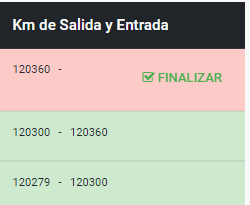 Km de Salida y Entrada
120360 -
FINALIZAR
120300 - 120360
120279 - 120300